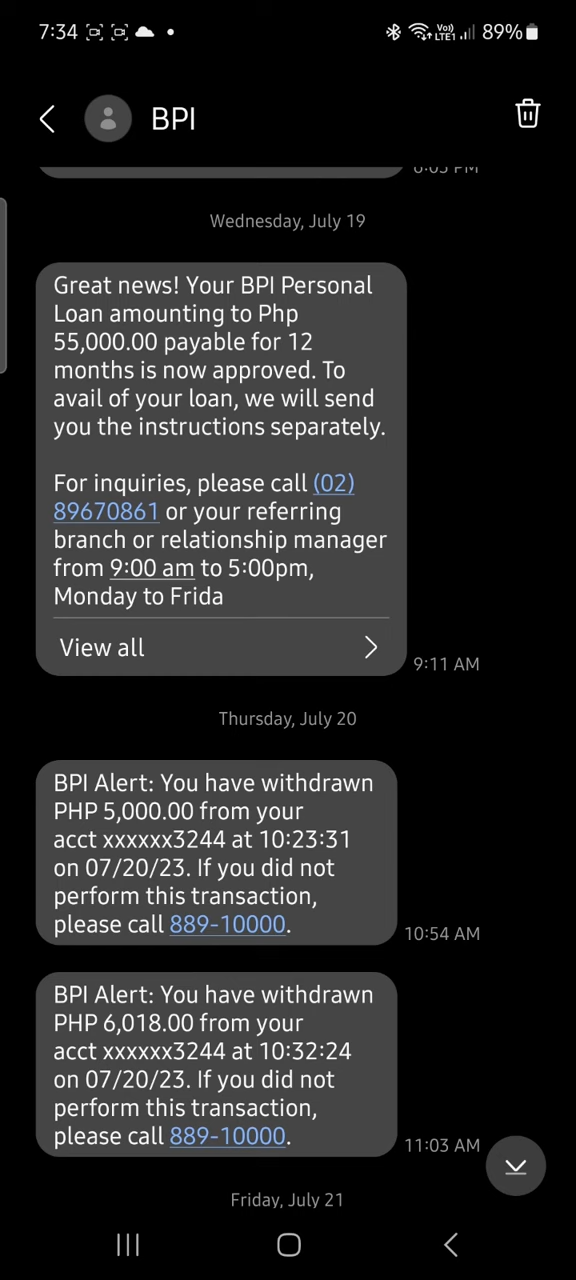 7:34 89%
VoLTE1
BPI
6:05 PM
Wednesday, July 19
Great news! Your BPI Personal
Loan amounting to Php
55,000.00 payable for 12
months is now approved. To
avail of your loan, we will send
you the instructions separately.
For inquiries, please call (02)
89670861 or your referring
branch or relationship manager
from 9:00 am to 5:00pm,
Monday to Frida
View all
9:11 AM
Thursday, July 20
BPI Alert: You have withdrawn
PHP 5,000.00 from your
acct xxxxxx3244 at 10:23:31
on 07/20/23. If you did not
perform this transaction,
please call 889-10000.
10:54 AM
BPI Alert: You have withdrawn
PHP 6,018.00 from your
acct xxxxxx3244 at 10:32:24
on 07/20/23. If you did not
perform this transaction,
please call 889-10000.
11:03 AM
Friday, July 21